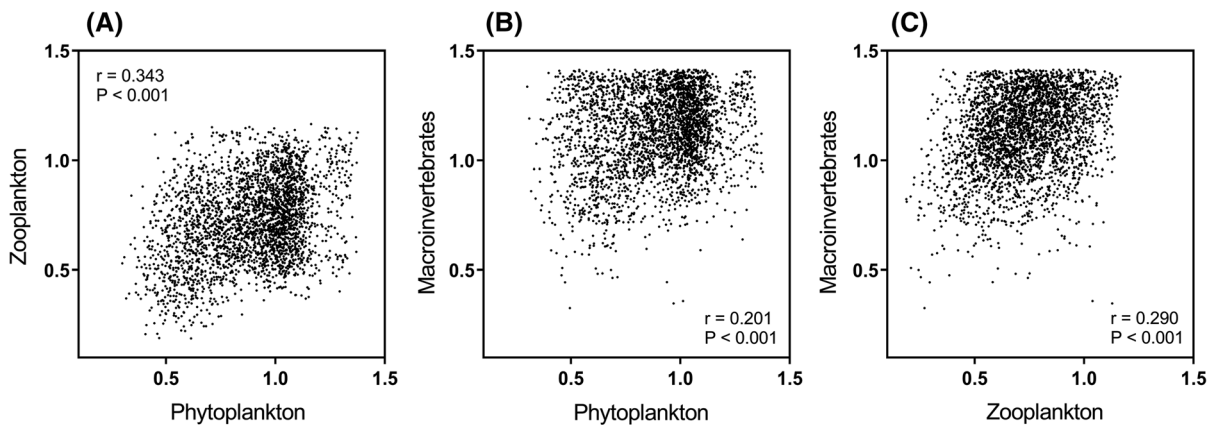 (A)
1.5
1.0
0.5
Zooplankton
r = 0.343
P < 0.001
0.5 1.0 1.5
Phytoplankton
(B)
1.5
1.0
0.5
Macroinvertebrates
r = 0.201
P < 0.001
0.5 1.0 1.5
Phytoplankton
(C)
1.5
1.0
0.5
Macroinvertebrates
r = 0.290
P < 0.001
0.5 1.0 1.5
Zooplankton